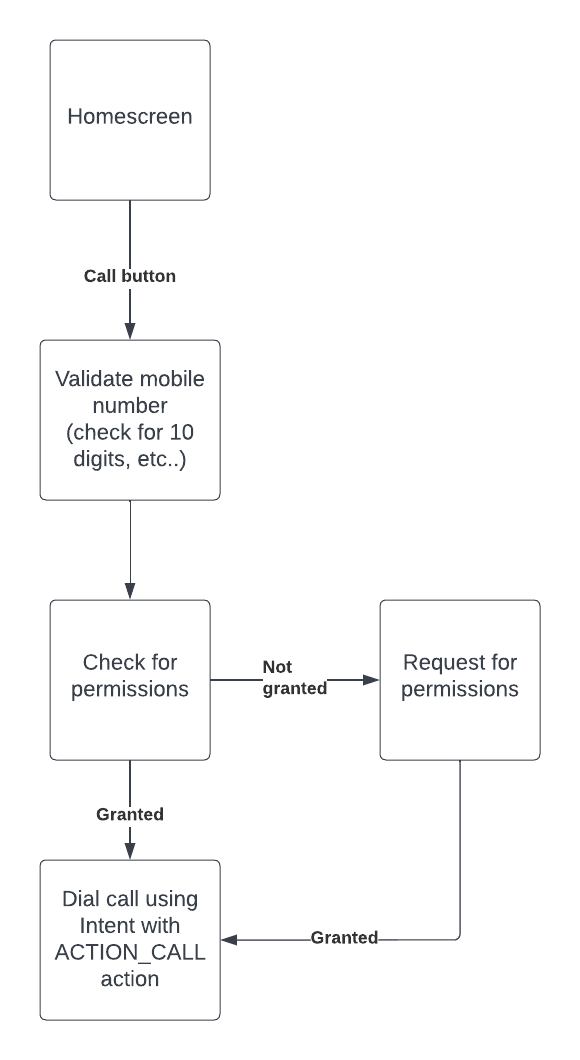 Homescreen
Call button
Validate mobile
number
(check for 10
digits, etc..)
Check for
permissions
Not
granted
Request for
permissions
Granted
Dial call using
Intent with
ACTION_CALL
action
Granted